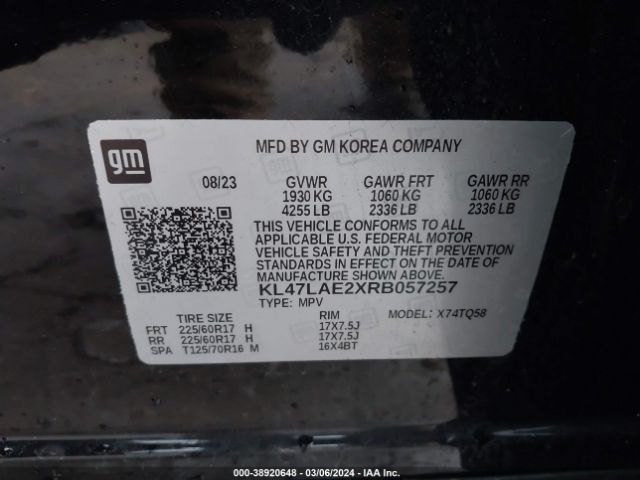 gm
MFD BY GM KOREA COMPANY
08/23 GVWR GAWR FRT GAWR RR
1930 KG 1060 KG 1060 KG
4255 LB 2336 LB 2336 LB
THIS VEHICLE CONFORMS TO ALL
APPLICABLE U.S. FEDERAL MOTOR
VEHICLE SAFETY AND THEFT PREVENTION
STANDARDS IN EFFECT ON THE DATE OF
MANUFACTURE SHOWN ABOVE.
KL47LAE2XRB057257
TYPE: MPV MODEL: X74TQ58
TIRE SIZE RIM
FRT 225/60R17 H 17X7.5J
RR 225/60R17 H 17X7.5J
SPA T125/70R16 M 16X4BT
000-38920648 - 03/06/2024 - IAA Inc.